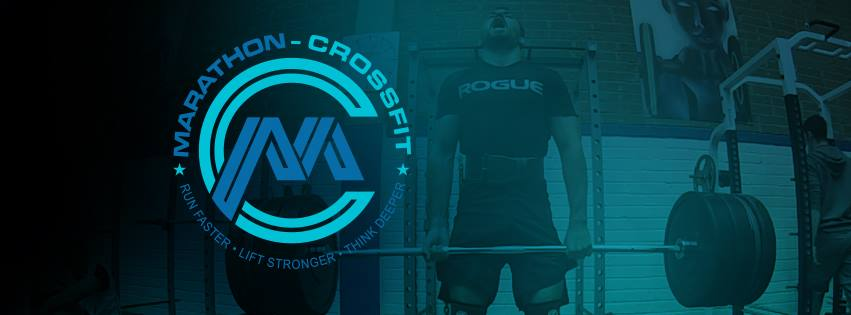 MARATHON - CROSSFIT
RUN FASTER • LIFT STRONGER • THINK DEEPER
ROGUE